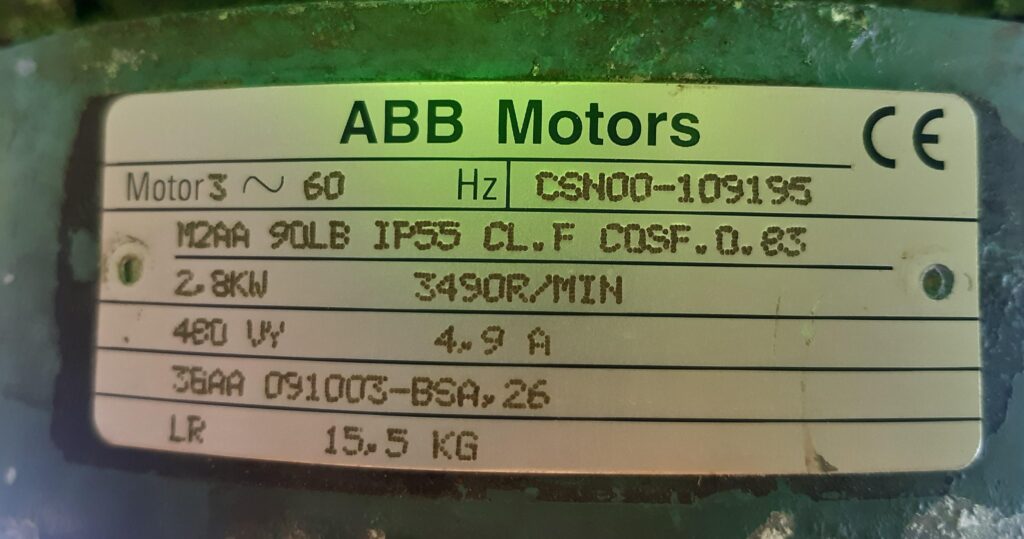 ABB Motors CE
Motor 3 ~ 60 Hz CSN00-109195
M2AA 90LB IP55 CL.F COSF.0.83
2,8KW 3490R/MIN
480 VY 4,9 A
3GAA 091003-BSA,26
LR 15,5 KG